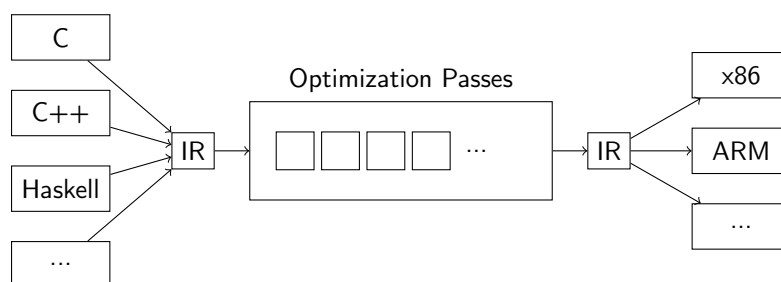 C
C++
Haskell
...
IR
Optimization Passes
...
IR
x86
ARM
...